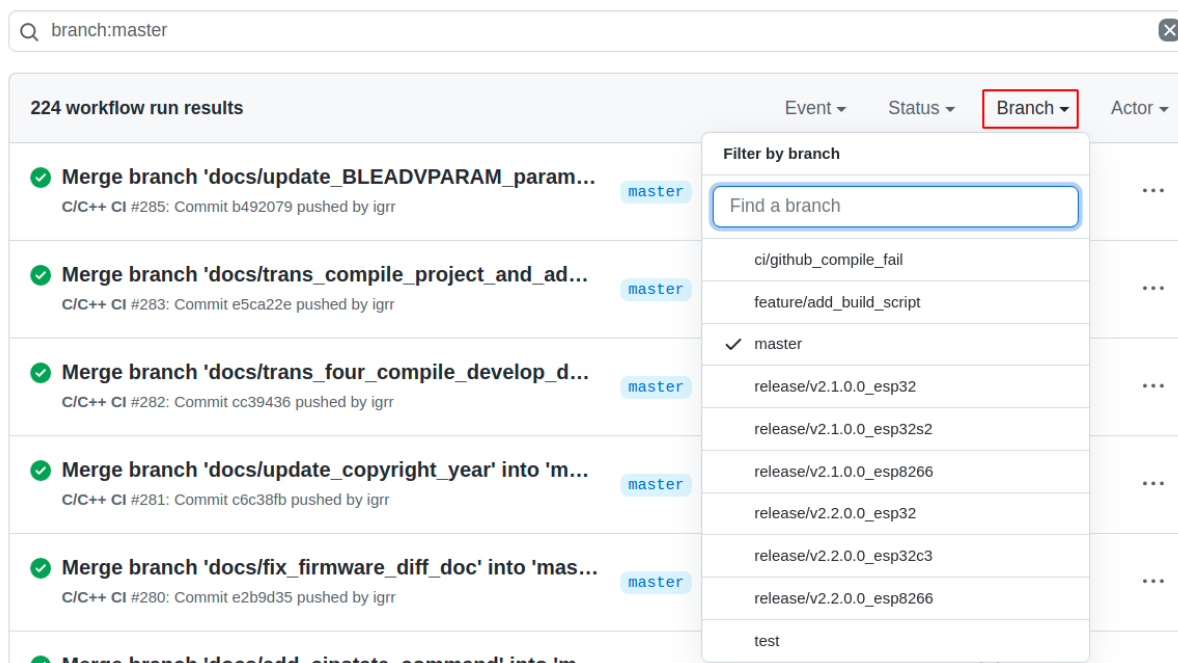 branch:master
224 workflow run results
Event
Status
Branch
Actor
Merge branch 'docs/update_BLEADVPARAM_param...
master
C/C++ CI #285: Commit b492079 pushed by igrr
Merge branch 'docs/trans_compile_project_and_ad...
master
C/C++ CI #283: Commit e5ca22e pushed by igrr
Merge branch 'docs/trans_four_compile_develop_d...
master
C/C++ CI #282: Commit cc39436 pushed by igrr
Merge branch 'docs/update_copyright_year' into 'm...
master
C/C++ CI #281: Commit c6c38fb pushed by igrr
Merge branch 'docs/fix_firmware_diff_doc' into 'mas...
master
C/C++ CI #280: Commit e2b9d35 pushed by igrr
Merge branch 'docs/add_cipstate_command' into 'm...
Filter by branch
Find a branch
ci/github_compile_fail
feature/add_build_script
master
release/v2.1.0.0_esp32
release/v2.1.0.0_esp32s2
release/v2.1.0.0_esp8266
release/v2.2.0.0_esp32
release/v2.2.0.0_esp32c3
release/v2.2.0.0_esp8266
test